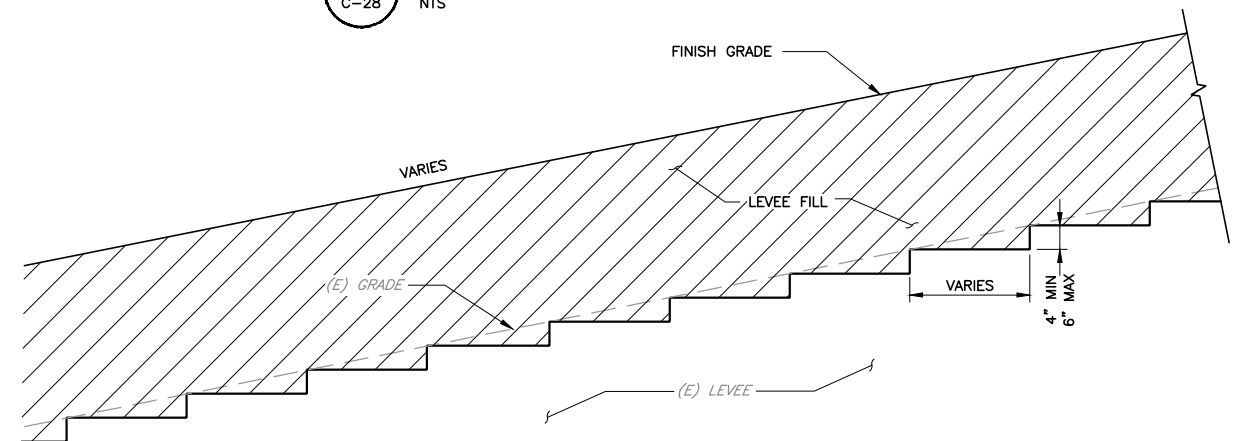 C-28
NTS
FINISH GRADE
VARIES
LEVEE FILL
(E) GRADE
VARIES
4" MIN
6" MAX
(E) LEVEE